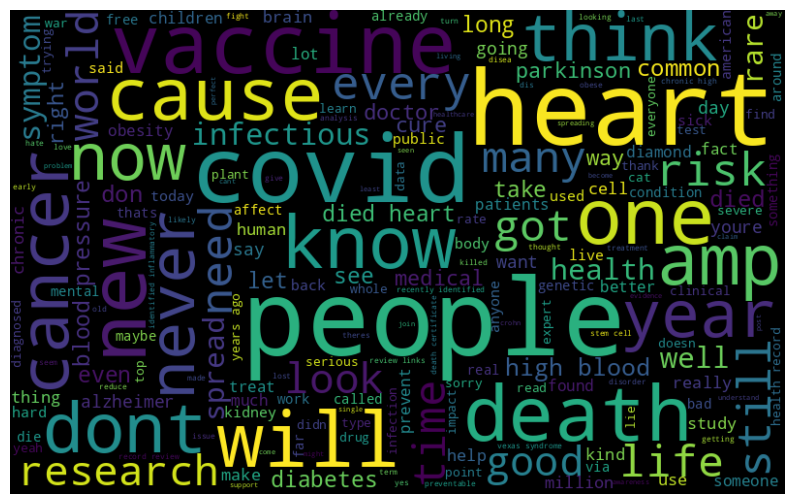 war
fight
turn
looking
last
away
free
children
brain
already
long
think
trying
said
lot
vaccine
going
american
living
disea
dis
obese
chronic high
symptom
world
right
cause
every
parkinson
common
rare
around
perfect
learn
doctor
day
everyone
hate
love
obesity
analysis
healthcare
spreading
sick
find
infectious
cure
test
problem
now
covid
public
many
way
diamond
fact
risk
heart
plant
seen
cant
give
data
become
thank
something
early
cancer
new
never
don
today
least
take
used
cell
cat
condition
need
affect
patients
died
severe
thats
human
died heart
rate
got
one
youre
likely
know
body
thought
treatment
claim
chronic
pressure
say
killed
live
amp
blood
let
back
see
medical
want
health
mental
identified inflammatory
whole
recently identified
anyone
genetic
better
clinical
diagnosed
old
people
year
evidence
still
spread
years ago
theres
death certificate
expert
stem cell
doesn
post
maybe
join
crohn
top
look
serious
review links
real
high blood
well
health record
even
treat
prevent
sorry
found
really
disorder
reduce
made
lost
alzheimer
much
called
impact
read
bad
understand
thing
kidney
work
time
death
lie
hard
single
type
study
dont
will
far
didn
infection
kind
life
die
issue
drug
help
getting
yeah
come
might
preventable
vexas syndrome
good
via
someone
research
record review
make
term
point
use
support
diabetes
yes
million